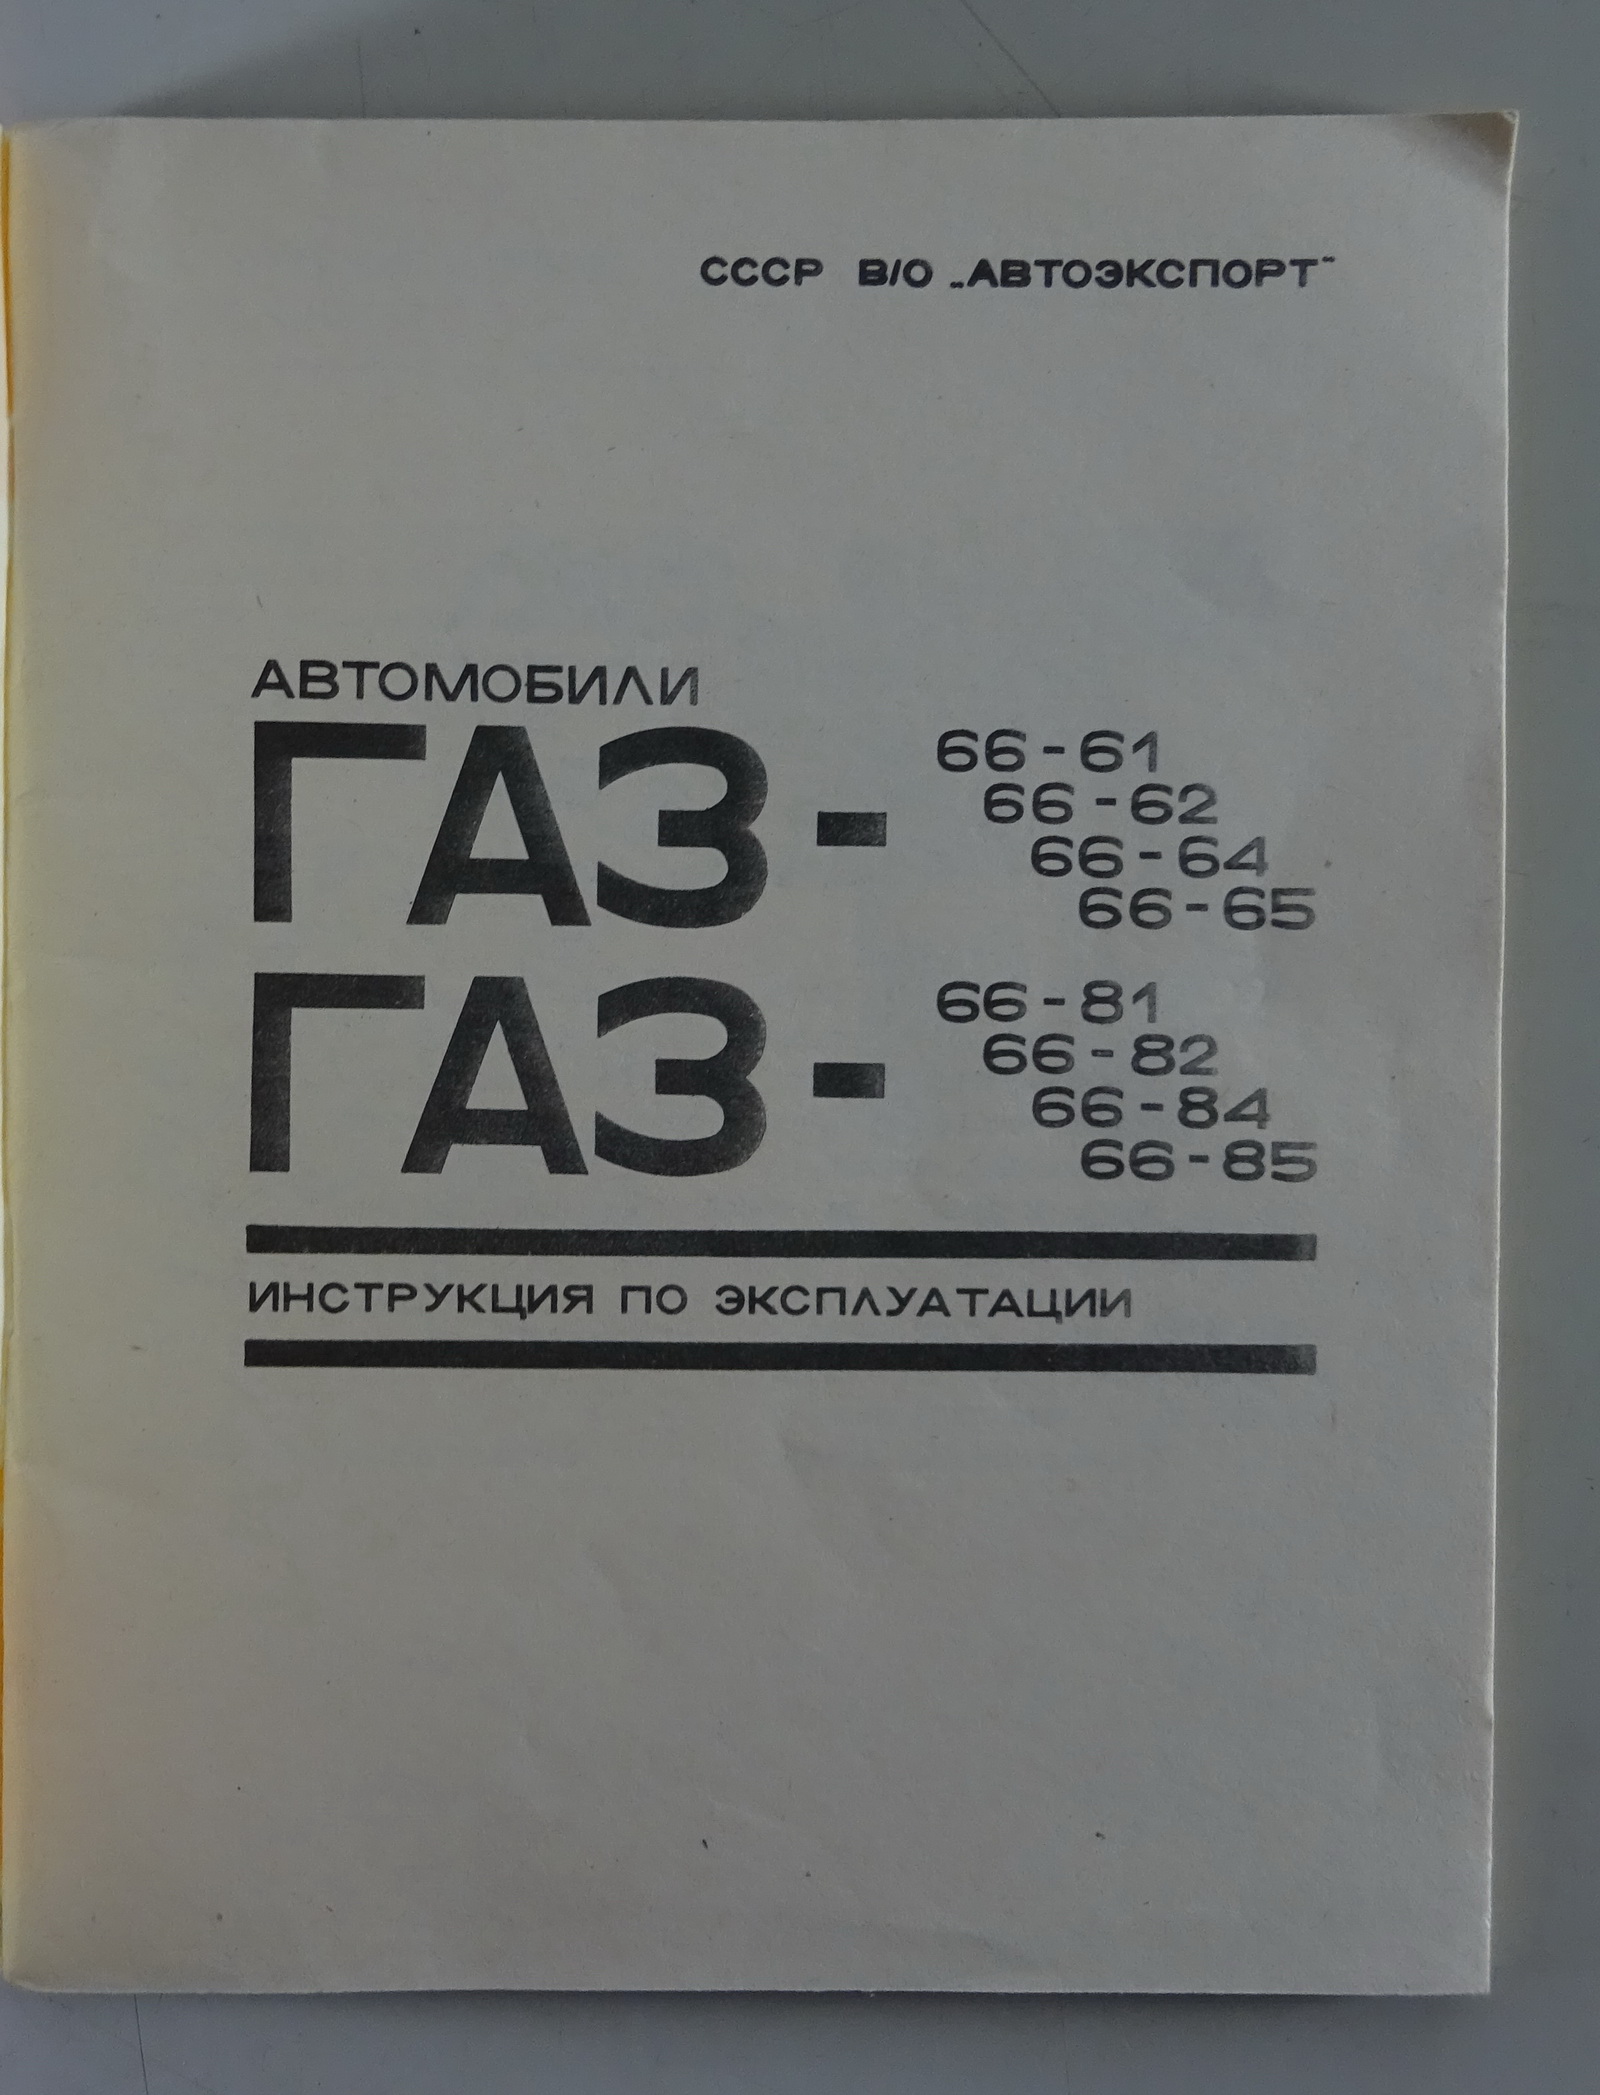 СССР В/О „АВТОЭКСПОРТ“
АВТОМОБИЛИ
ГАЗ - 66-61
66-62
66-64
66-65
ГАЗ - 66-81
66-82
66-84
66-85
ИНСТРУКЦИЯ ПО ЭКСПЛУАТАЦИИ